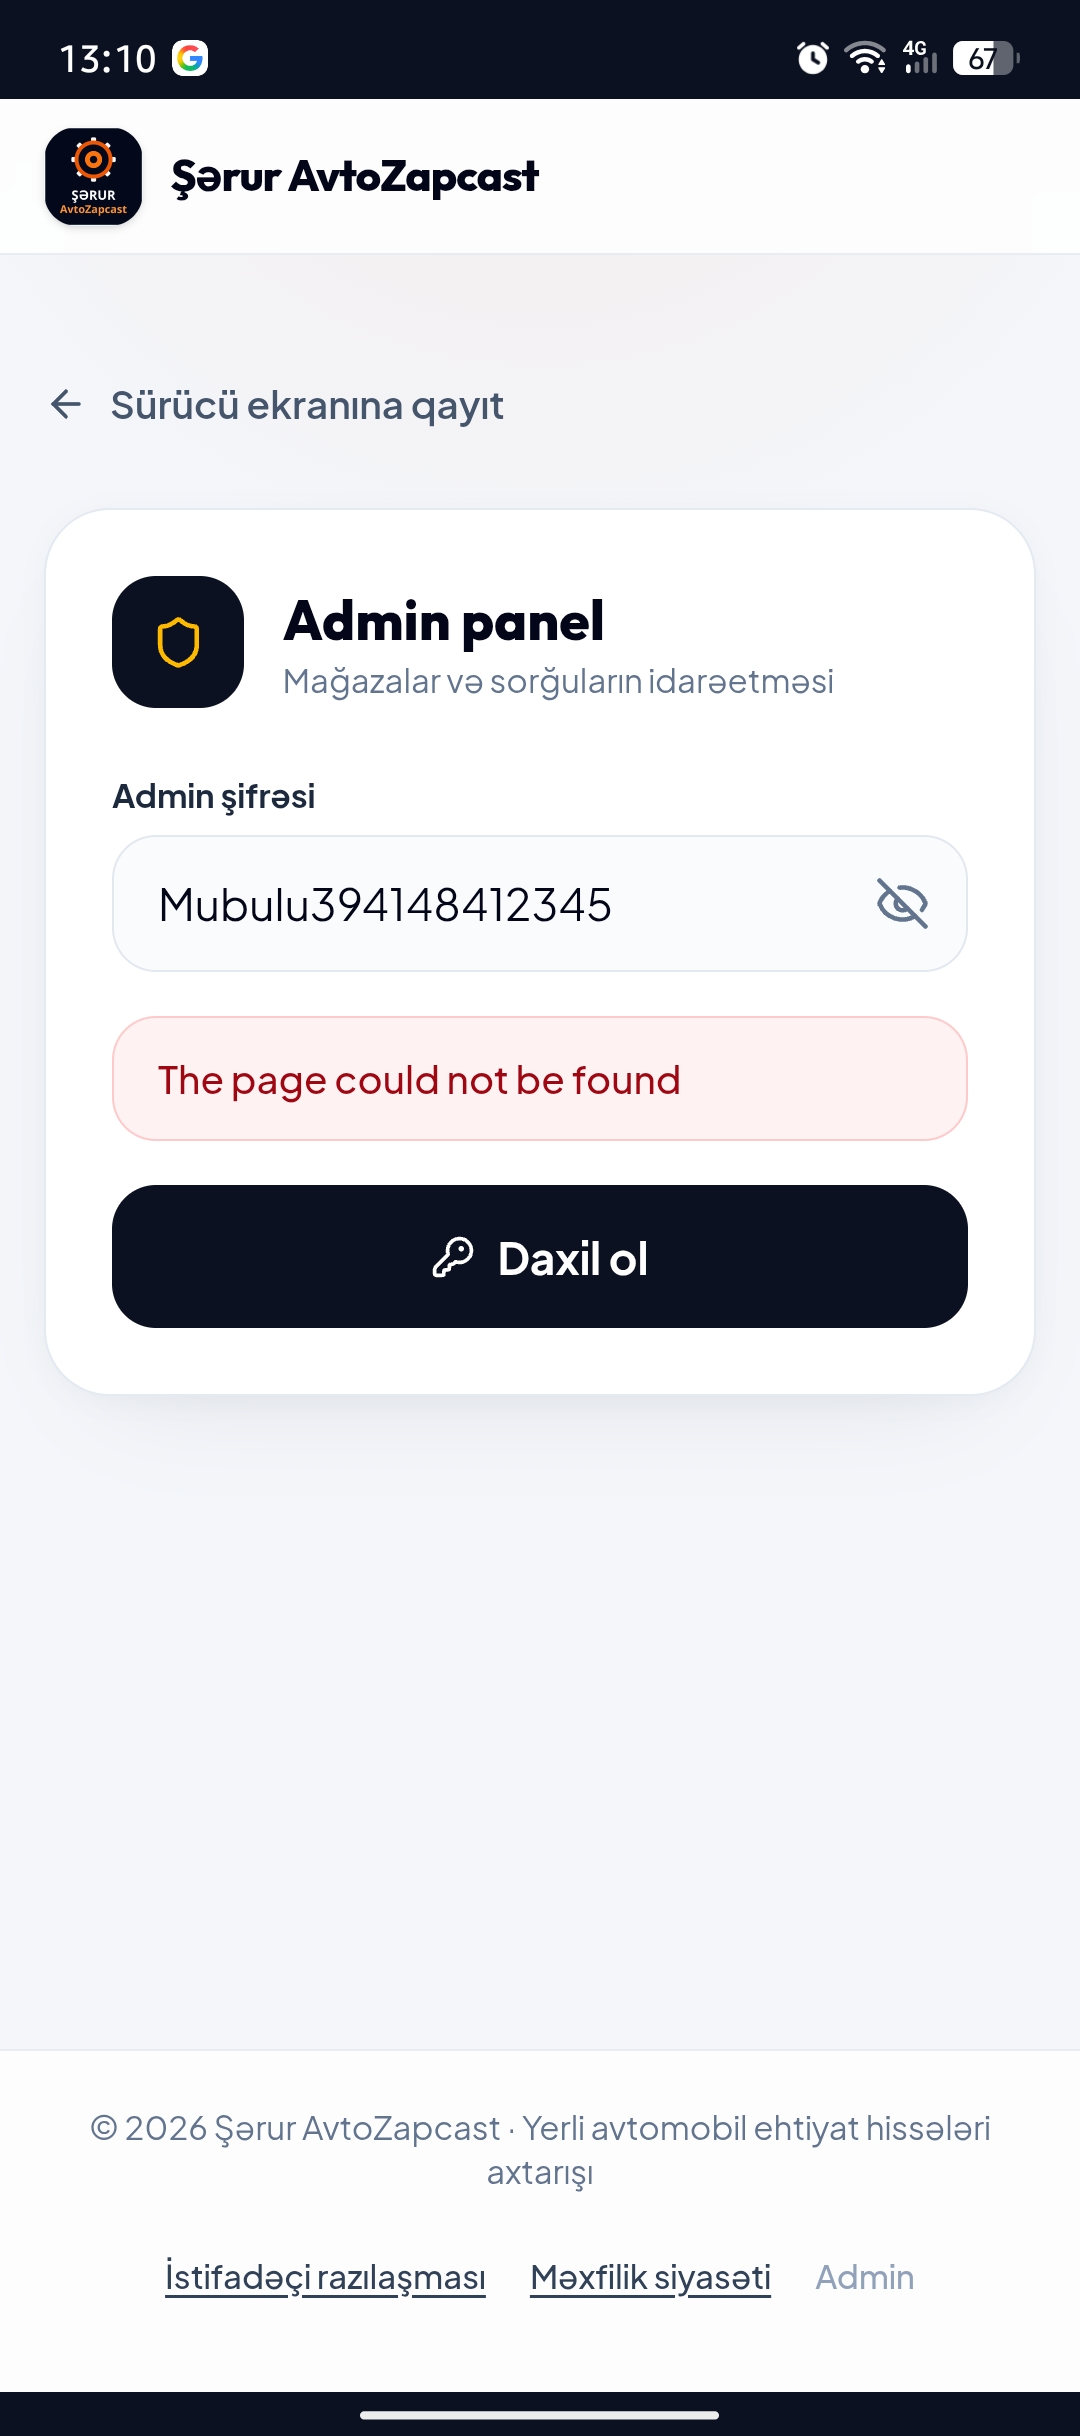 13:10
4G
67
ŞƏRUR
AvtoZapcast
Şərur AvtoZapcast
Sürücü ekranına qayıt
Admin panel
Mağazalar və sorğuların idarəetməsi
Admin şifrəsi
Mubulu394148412345
The page could not be found
Daxil ol
© 2026 Şərur AvtoZapcast · Yerli avtomobil ehtiyat hissələri
axtarışı
İstifadəçi razılaşması Məxfilik siyasəti Admin